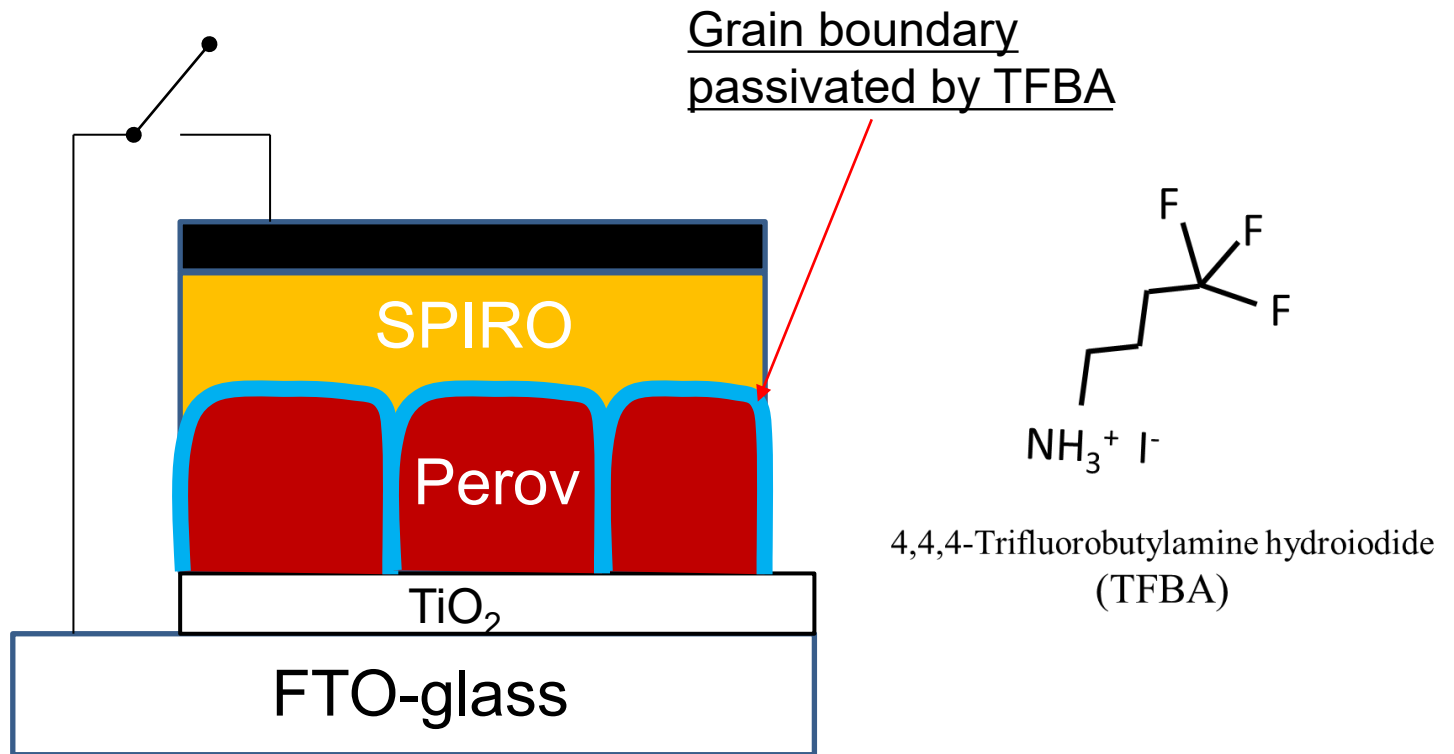 Grain boundary
passivated by TFBA
SPIRO
Perov
TiO₂
FTO-glass
F
F
F
NH₃⁺ I⁻
4,4,4-Trifluorobutylamine hydroiodide
(TFBA)